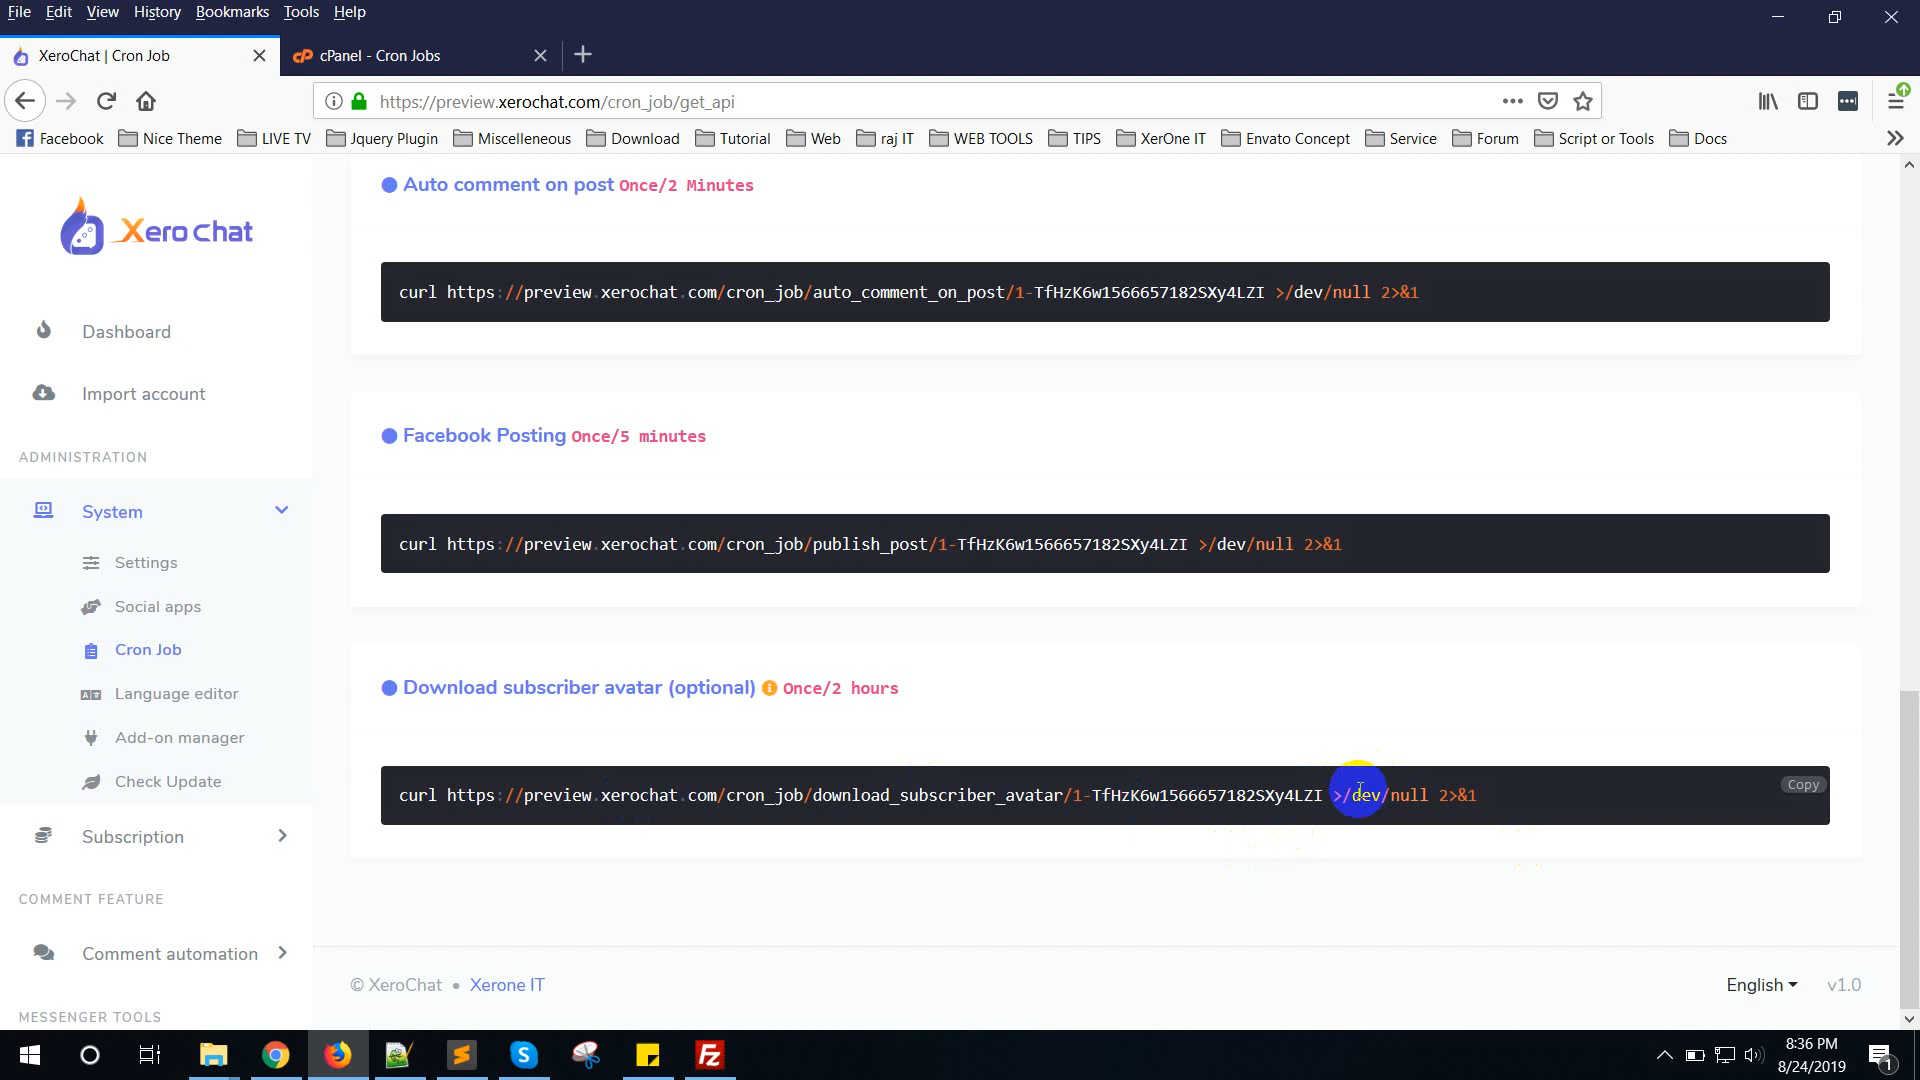 File Edit View History Bookmarks Tools Help
XeroChat | Cron Job
cPanel - Cron Jobs
https://preview.xerochat.com/cron_job/get_api
Facebook Nice Theme LIVE TV Jquery Plugin Miscelleneous Download Tutorial Web raj IT WEB TOOLS TIPS XerOne IT Envato Concept Service Forum Script or Tools Docs
Xero Chat
Dashboard
Import account
ADMINISTRATION
System
Settings
Social apps
Cron Job
Language editor
Add-on manager
Check Update
Subscription
COMMENT FEATURE
Comment automation
MESSENGER TOOLS
Auto comment on post Once/2 Minutes
curl https://preview.xerochat.com/cron_job/auto_comment_on_post/1-TfHzK6w1566657182SXy4LZI >/dev/null 2>&1
Facebook Posting Once/5 minutes
curl https://preview.xerochat.com/cron_job/publish_post/1-TfHzK6w1566657182SXy4LZI >/dev/null 2>&1
Download subscriber avatar (optional) Once/2 hours
Copy
curl https://preview.xerochat.com/cron_job/download_subscriber_avatar/1-TfHzK6w1566657182SXy4LZI >/dev/null 2>&1
© XeroChat • Xerone IT
English v1.0
8:36 PM
8/24/2019
1